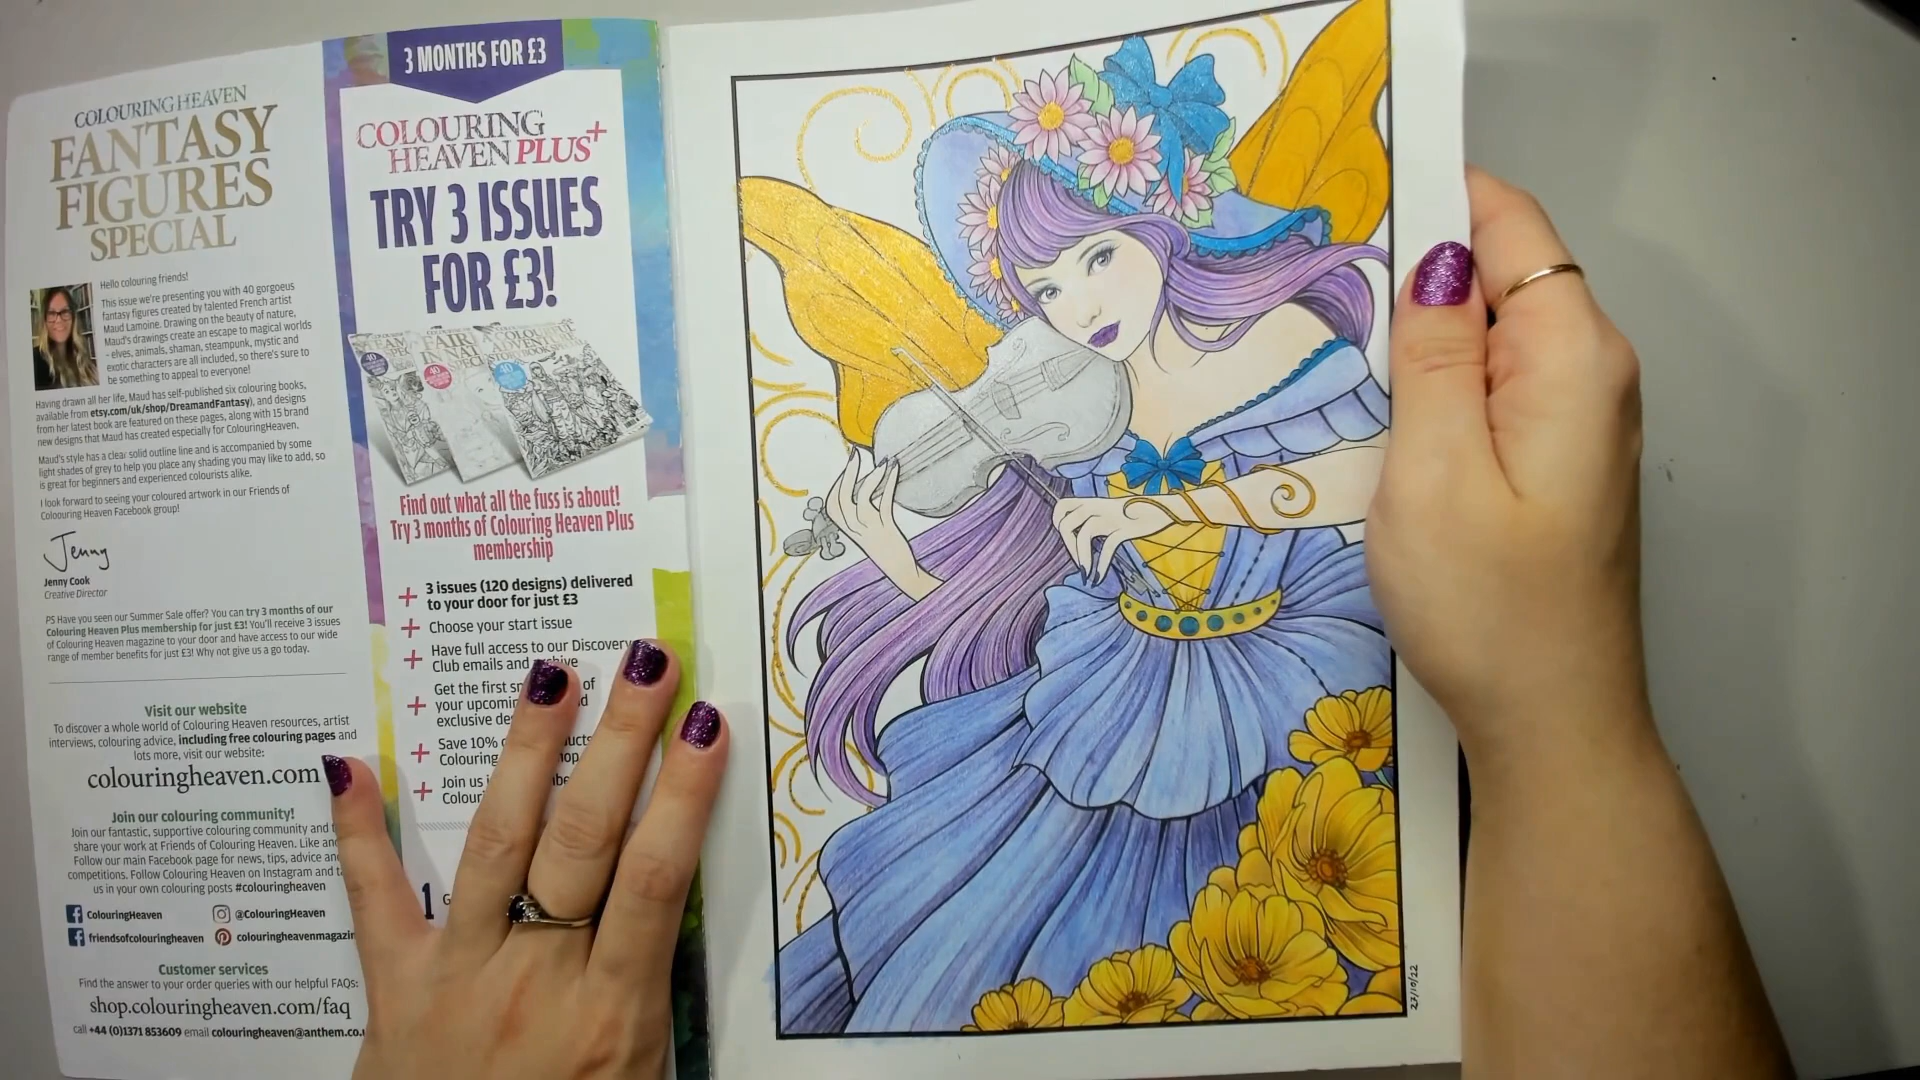 COLOURING HEAVEN
FANTASY
FIGURES
SPECIAL
Hello colouring friends!
This issue we're presenting you with 40 gorgeous
fantasy figures created by talented French artist
Maud Lamoine. Drawing on the beauty of nature,
Maud's drawings create an escape to magical worlds
- elves, animals, shaman, steampunk, mystic and
exotic characters are all included, so there's sure to
be something to appeal to everyone!
Having drawn all her life, Maud has self-published six colouring books,
available from etsy.com/uk/shop/DreamandFantasy), and designs
from her latest book are featured on these pages, along with 15 brand
new designs that Maud has created especially for ColouringHeaven.
Maud's style has a clear solid outline line and is accompanied by some
light shades of grey to help you place any shading you may like to add, so
is great for beginners and experienced colourists alike.
I look forward to seeing your coloured artwork in our Friends of
Coloouring Heaven Facebook group!
Jenny
Jenny Cook
Creative Director
PS Have you seen our Summer Sale offer? You can try 3 months of our
Colouring Heaven Plus membership for just £3! You'll receive 3 issues
of Colouring Heaven magazine to your door and have access to our wide
range of member benefits for just £3! Why not give us a go today.
Visit our website
To discover a whole world of Colouring Heaven resources, artist
interviews, colouring advice, including free colouring pages and
lots more, visit our website:
colouringheaven.com
Join our colouring community!
Join our fantastic, supportive colouring community and
share your work at Friends of Colouring Heaven. Like and
Follow our main Facebook page for news, tips, advice and
competitions. Follow Colouring Heaven on Instagram and
us in your own colouring posts #colouringheaven
ColouringHeaven
@ColouringHeaven
friendsofcolouringheaven
colouringheavenmagazin
Customer services
Find the answer to your order queries with our helpful FAQs:
shop.colouringheaven.com/faq
call +44 (0)1371 853609 email colouringheaven@anthem.co.
3 MONTHS FOR £3
COLOURING
HEAVEN PLUS+
TRY 3 ISSUES
FOR £3!
Find out what all the fuss is about!
Try 3 months of Colouring Heaven Plus
membership
+ 3 issues (120 designs) delivered
to your door for just £3
+ Choose your start issue
+ Have full access to our Discovery
Club emails and archive
+ Get the first of
your upcoming
exclusive
+ Save 10%
Colouring
+ Join us
Colouri
27/10/22